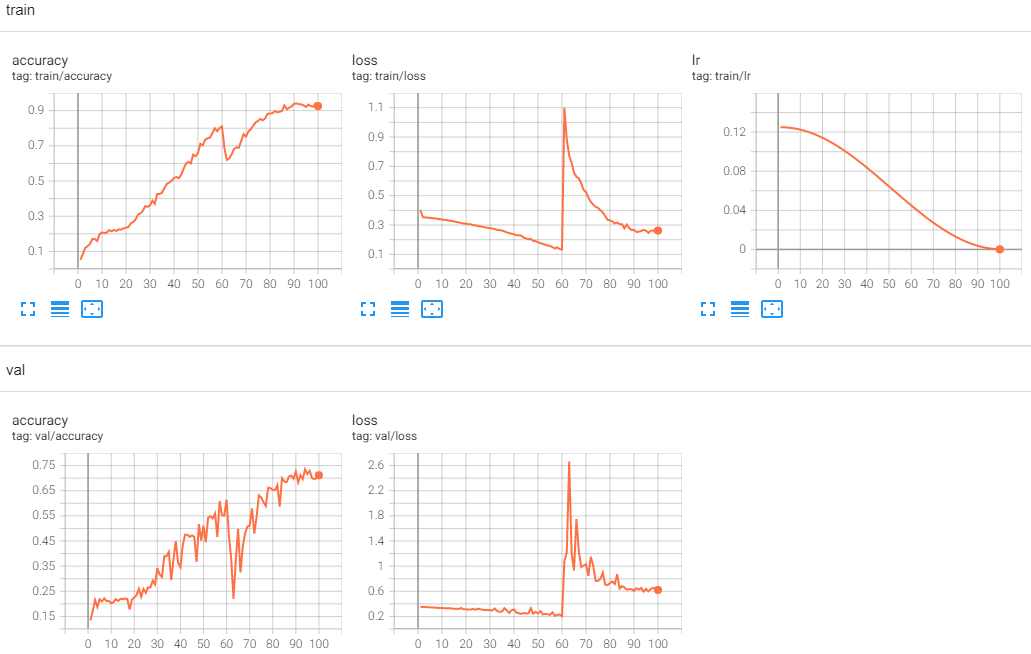 train
accuracy
tag: train/accuracy
0.9
0.7
0.5
0.3
0.1
0 10 20 30 40 50 60 70 80 90 100
loss
tag: train/loss
1.1
0.9
0.7
0.5
0.3
0.1
0 10 20 30 40 50 60 70 80 90 100
lr
tag: train/lr
0.12
0.08
0.04
0
0 10 20 30 40 50 60 70 80 90 100
val
accuracy
tag: val/accuracy
0.75
0.65
0.55
0.45
0.35
0.25
0.15
0 10 20 30 40 50 60 70 80 90 100
loss
tag: val/loss
2.6
2.2
1.8
1.4
1
0.6
0.2
0 10 20 30 40 50 60 70 80 90 100